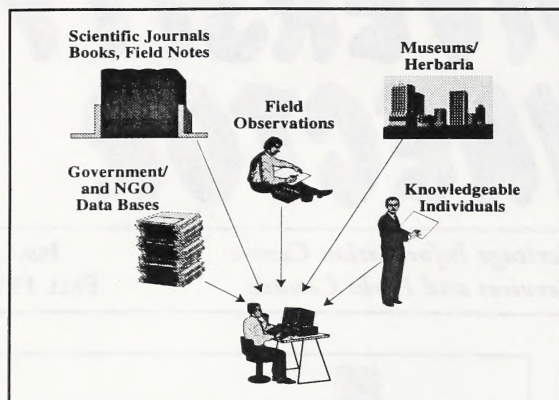 Scientific Journals
Books, Field Notes
Museums/
Herbaria
Field
Observations
Government/
and NGO
Data Bases
Knowledgeable
Individuals